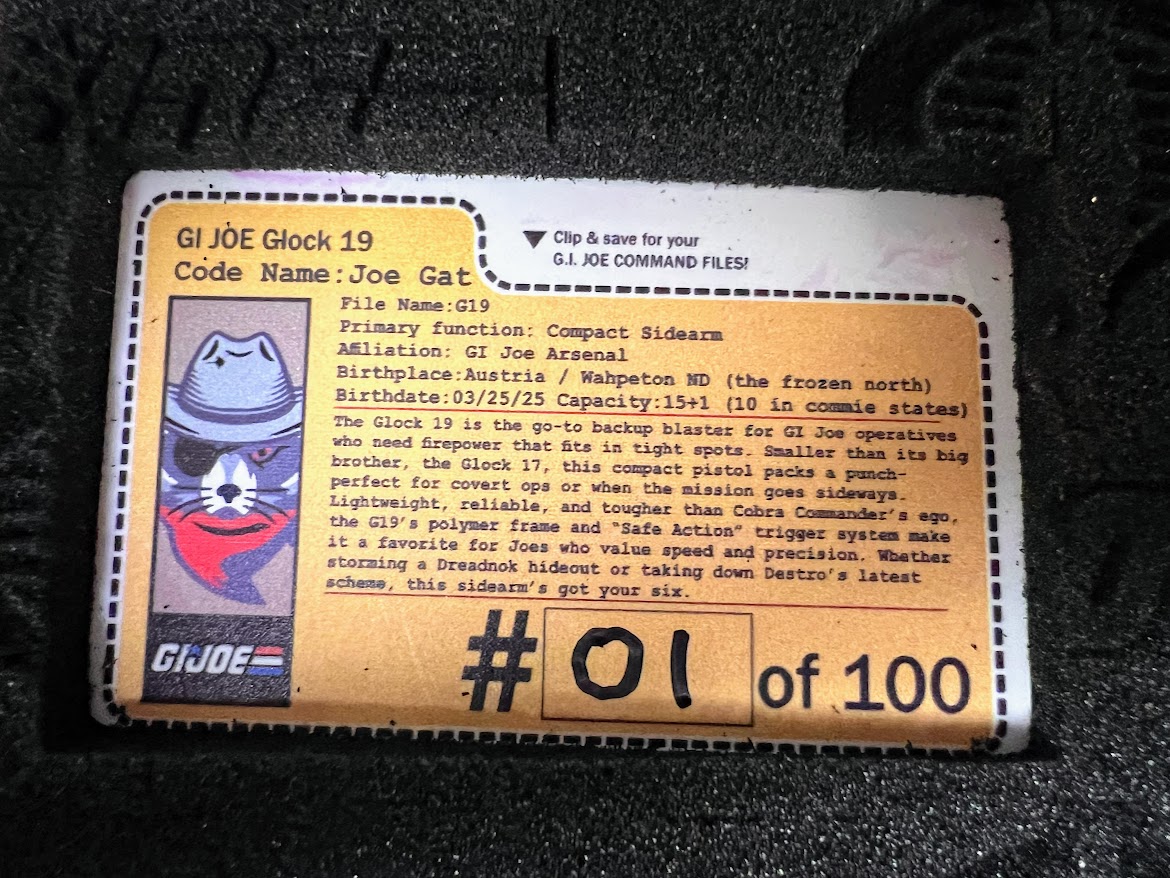 GI JOE Glock 19
Code Name:Joe Gat
Clip & save for your
G.I. JOE COMMAND FILES!
File Name:G19
Primary function: Compact Sidearm
Affiliation: GI Joe Arsenal
Birthplace:Austria / Wahpeton ND (the frozen north)
Birthdate:03/25/25 Capacity:15+1 (10 in commie states)
The Glock 19 is the go-to backup blaster for GI Joe operatives
who need firepower that fits in tight spots. Smaller than its big
brother, the Glock 17, this compact pistol packs a punch-
perfect for covert ops or when the mission goes sideways.
Lightweight, reliable, and tougher than Cobra Commander's ego,
the G19's polymer frame and "Safe Action" trigger system make
it a favorite for Joes who value speed and precision. Whether
storming a Dreadnok hideout or taking down Destro's latest
scheme, this sidearm's got your six.
GI JOE
# 01 of 100